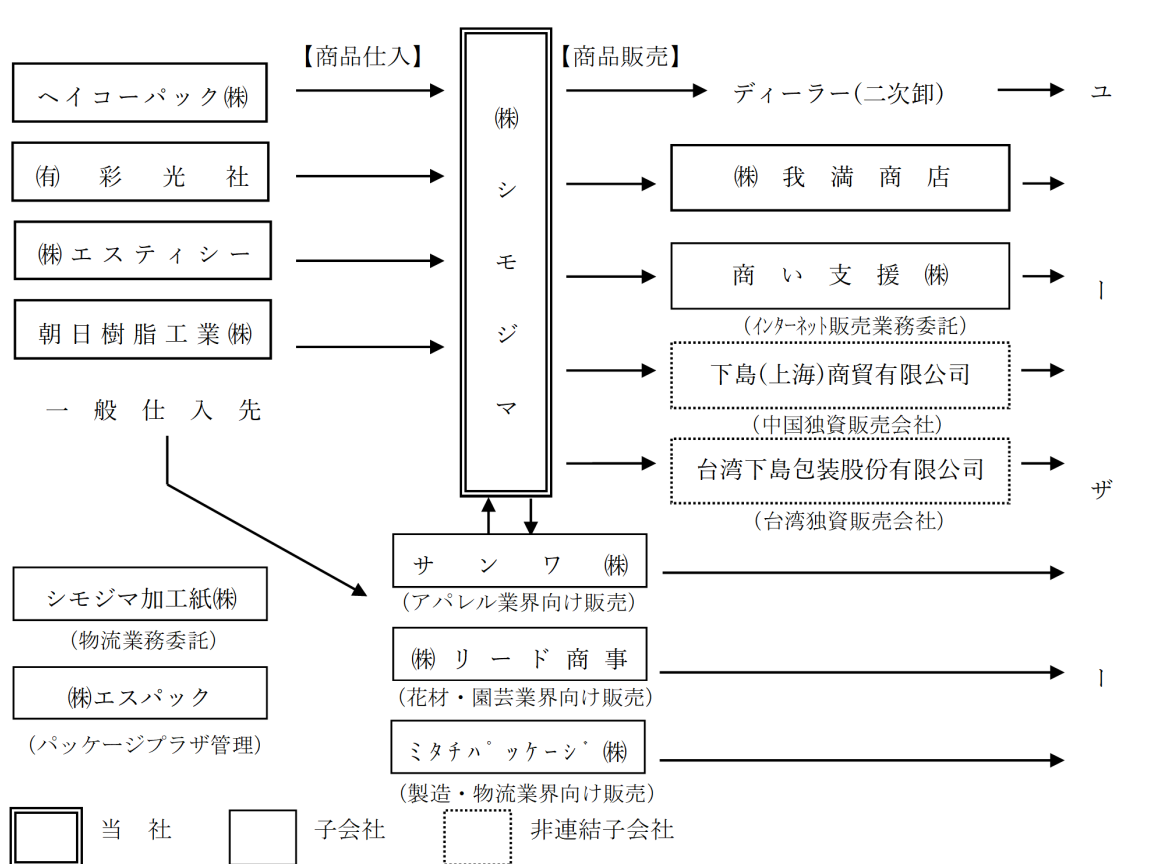 【商品仕入】
【商品販売】
ヘイコーパック㈱
㈲彩光社
㈱エスティシー
朝日樹脂工業㈱
一般仕入先
㈱シモジマ
ディーラー(二次卸)
㈱我満商店
商い支援㈱
(ｲﾝﾀｰﾈｯﾄ販売業務委託)
下島(上海)商貿有限公司
(中国独資販売会社)
台湾下島包装股份有限公司
(台湾独資販売会社)
ユーザー
サンワ㈱
(アパレル業界向け販売)
シモジマ加工紙㈱
(物流業務委託)
㈱リード商事
(花材・園芸業界向け販売)
㈱エスパック
(パッケージプラザ管理)
ミタチﾊﾟｯｹｰｼﾞ㈱
(製造・物流業界向け販売)
当社
子会社
非連結子会社